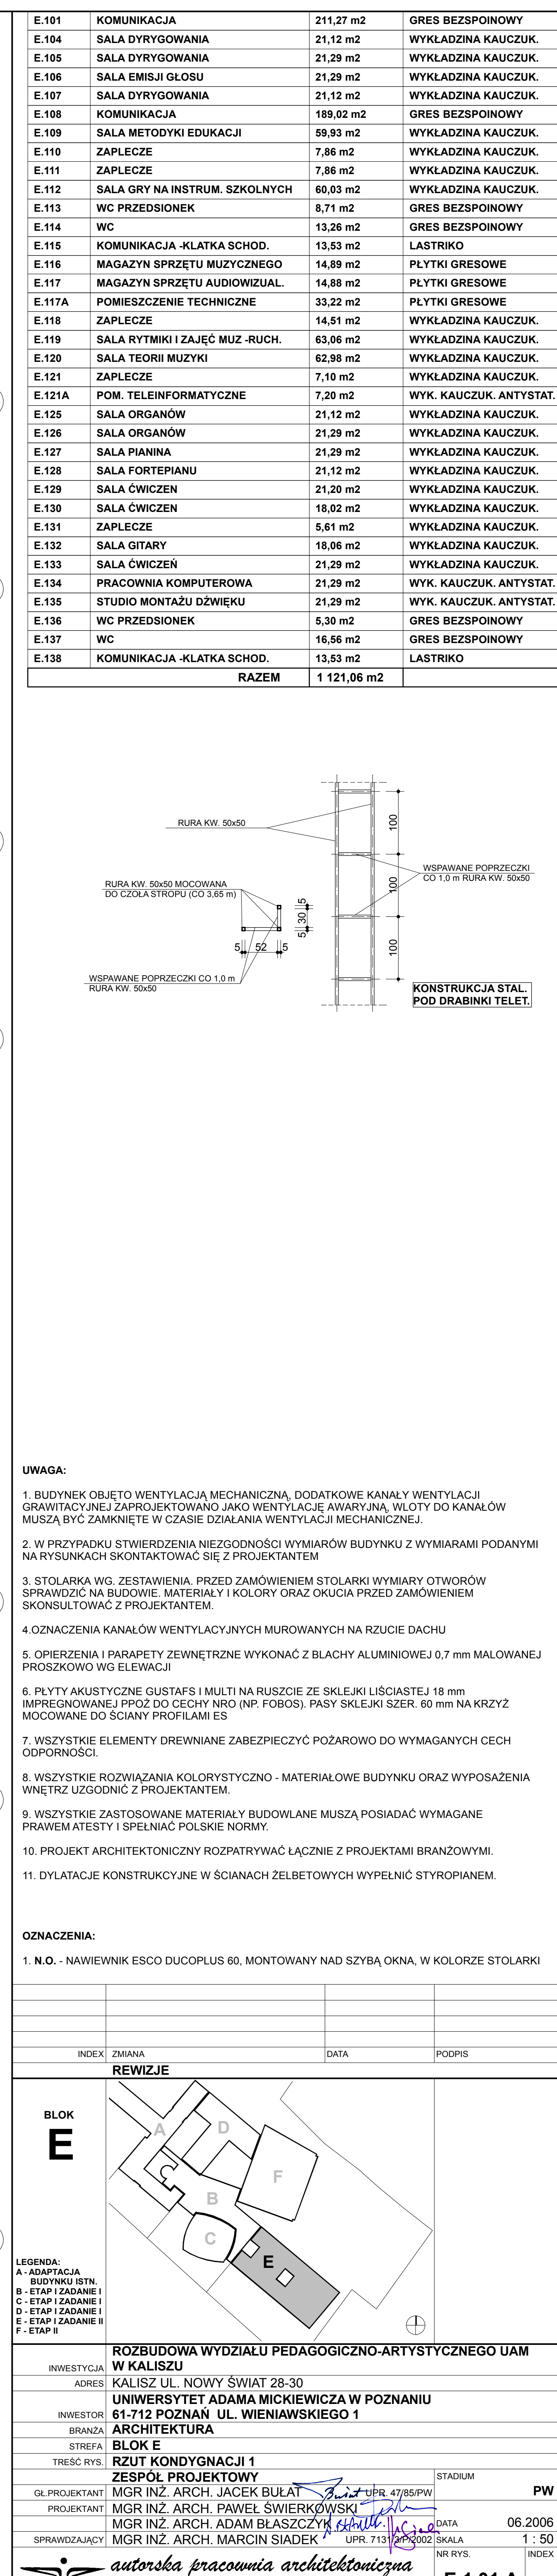 E.101 KOMUNIKACJA 211,27 m2 GRES BEZSPOINOWY
E.104 SALA DYRYGOWANIA 21,12 m2 WYKŁADZINA KAUCZUK.
E.105 SALA DYRYGOWANIA 21,29 m2 WYKŁADZINA KAUCZUK.
E.106 SALA EMISJI GŁOSU 21,29 m2 WYKŁADZINA KAUCZUK.
E.107 SALA DYRYGOWANIA 21,12 m2 WYKŁADZINA KAUCZUK.
E.108 KOMUNIKACJA 189,02 m2 GRES BEZSPOINOWY
E.109 SALA METODYKI EDUKACJI 59,93 m2 WYKŁADZINA KAUCZUK.
E.110 ZAPLECZE 7,86 m2 WYKŁADZINA KAUCZUK.
E.111 ZAPLECZE 7,86 m2 WYKŁADZINA KAUCZUK.
E.112 SALA GRY NA INSTRUM. SZKOLNYCH 60,03 m2 WYKŁADZINA KAUCZUK.
E.113 WC PRZEDSIONEK 8,71 m2 GRES BEZSPOINOWY
E.114 WC 13,26 m2 GRES BEZSPOINOWY
E.115 KOMUNIKACJA -KLATKA SCHOD. 13,53 m2 LASTRIKO
E.116 MAGAZYN SPRZĘTU MUZYCZNEGO 14,89 m2 PŁYTKI GRESOWE
E.117 MAGAZYN SPRZĘTU AUDIOWIZUAL. 14,88 m2 PŁYTKI GRESOWE
E.117A POMIESZCZENIE TECHNICZNE 33,22 m2 PŁYTKI GRESOWE
E.118 ZAPLECZE 14,51 m2 WYKŁADZINA KAUCZUK.
E.119 SALA RYTMIKI I ZAJĘĆ MUZ -RUCH. 63,06 m2 WYKŁADZINA KAUCZUK.
E.120 SALA TEORII MUZYKI 62,98 m2 WYKŁADZINA KAUCZUK.
E.121 ZAPLECZE 7,10 m2 WYKŁADZINA KAUCZUK.
E.121A POM. TELEINFORMATYCZNE 7,20 m2 WYK. KAUCZUK. ANTYSTAT.
E.125 SALA ORGANÓW 21,12 m2 WYKŁADZINA KAUCZUK.
E.126 SALA ORGANÓW 21,29 m2 WYKŁADZINA KAUCZUK.
E.127 SALA PIANINA 21,29 m2 WYKŁADZINA KAUCZUK.
E.128 SALA FORTEPIANU 21,12 m2 WYKŁADZINA KAUCZUK.
E.129 SALA ĆWICZEN 21,20 m2 WYKŁADZINA KAUCZUK.
E.130 SALA ĆWICZEN 18,02 m2 WYKŁADZINA KAUCZUK.
E.131 ZAPLECZE 5,61 m2 WYKŁADZINA KAUCZUK.
E.132 SALA GITARY 18,06 m2 WYKŁADZINA KAUCZUK.
E.133 SALA ĆWICZEŃ 21,29 m2 WYKŁADZINA KAUCZUK.
E.134 PRACOWNIA KOMPUTEROWA 21,29 m2 WYK. KAUCZUK. ANTYSTAT.
E.135 STUDIO MONTAŻU DŹWIĘKU 21,29 m2 WYK. KAUCZUK. ANTYSTAT.
E.136 WC PRZEDSIONEK 5,30 m2 GRES BEZSPOINOWY
E.137 WC 16,56 m2 GRES BEZSPOINOWY
E.138 KOMUNIKACJA -KLATKA SCHOD. 13,53 m2 LASTRIKO
RAZEM 1 121,06 m2
RURA KW. 50x50
100
WSPAWANE POPRZECZKI
CO 1,0 m RURA KW. 50x50
100
RURA KW. 50x50 MOCOWANA
DO CZOŁA STROPU (CO 3,65 m)
5 30 5
5 52 5
100
WSPAWANE POPRZECZKI CO 1,0 m
RURA KW. 50x50
KONSTRUKCJA STAL.
POD DRABINKI TELET.
UWAGA:
1. BUDYNEK OBJĘTO WENTYLACJĄ MECHANICZNĄ, DODATKOWE KANAŁY WENTYLACJI
GRAWITACYJNEJ ZAPROJEKTOWANO JAKO WENTYLACJĘ AWARYJNĄ, WLOTY DO KANAŁÓW
MUSZĄ BYĆ ZAMKNIĘTE W CZASIE DZIAŁANIA WENTYLACJI MECHANICZNEJ.
2. W PRZYPADKU STWIERDZENIA NIEZGODNOŚCI WYMIARÓW BUDYNKU Z WYMIARAMI PODANYMI
NA RYSUNKACH SKONTAKTOWAĆ SIĘ Z PROJEKTANTEM
3. STOLARKA WG. ZESTAWIENIA. PRZED ZAMÓWIENIEM STOLARKI WYMIARY OTWORÓW
SPRAWDZIĆ NA BUDOWIE. MATERIAŁY I KOLORY ORAZ OKUCIA PRZED ZAMÓWIENIEM
SKONSULTOWAĆ Z PROJEKTANTEM.
4.OZNACZENIA KANAŁÓW WENTYLACYJNYCH MUROWANYCH NA RZUCIE DACHU
5. OPIERZENIA I PARAPETY ZEWNĘTRZNE WYKONAĆ Z BLACHY ALUMINIOWEJ 0,7 mm MALOWANEJ
PROSZKOWO WG ELEWACJI
6. PŁYTY AKUSTYCZNE GUSTAFS I MULTI NA RUSZCIE ZE SKLEJKI LIŚCIASTEJ 18 mm
IMPREGNOWANEJ PPOŻ DO CECHY NRO (NP. FOBOS). PASY SKLEJKI SZER. 60 mm NA KRZYŻ
MOCOWANE DO ŚCIANY PROFILAMI ES
7. WSZYSTKIE ELEMENTY DREWNIANE ZABEZPIECZYĆ POŻAROWO DO WYMAGANYCH CECH
ODPORNOŚCI.
8. WSZYSTKIE ROZWIĄZANIA KOLORYSTYCZNO - MATERIAŁOWE BUDYNKU ORAZ WYPOSAŻENIA
WNĘTRZ UZGODNIĆ Z PROJEKTANTEM.
9. WSZYSTKIE ZASTOSOWANE MATERIAŁY BUDOWLANE MUSZĄ POSIADAĆ WYMAGANE
PRAWEM ATESTY I SPEŁNIAĆ POLSKIE NORMY.
10. PROJEKT ARCHITEKTONICZNY ROZPATRYWAĆ ŁĄCZNIE Z PROJEKTAMI BRANŻOWYMI.
11. DYLATACJE KONSTRUKCYJNE W ŚCIANACH ŻELBETOWYCH WYPEŁNIĆ STYROPIANEM.
OZNACZENIA:
1. N.O. - NAWIEWNIK ESCO DUCOPLUS 60, MONTOWANY NAD SZYBĄ OKNA, W KOLORZE STOLARKI
INDEX ZMIANA DATA PODPIS
REWIZJE
BLOK
E
A
D
F
B
C
E
LEGENDA:
A - ADAPTACJA
BUDYNKU ISTN.
B - ETAP I ZADANIE I
C - ETAP I ZADANIE I
D - ETAP I ZADANIE I
E - ETAP I ZADANIE II
F - ETAP II
INWESTYCJA ROZBUDOWA WYDZIAŁU PEDAGOGICZNO-ARTYSTYCZNEGO UAM
W KALISZU
ADRES KALISZ UL. NOWY ŚWIAT 28-30
INWESTOR UNIWERSYTET ADAMA MICKIEWICZA W POZNANIU
61-712 POZNAŃ UL. WIENIAWSKIEGO 1
BRANŻA ARCHITEKTURA
STREFA BLOK E
TREŚĆ RYS. RZUT KONDYGNACJI 1
ZESPÓŁ PROJEKTOWY STADIUM
GŁ.PROJEKTANT MGR INŻ. ARCH. JACEK BUŁAT UPR. 47/85/PW PW
PROJEKTANT MGR INŻ. ARCH. PAWEŁ ŚWIERKOWSKI
MGR INŻ. ARCH. ADAM BŁASZCZYK DATA 06.2006
SPRAWDZAJĄCY MGR INŻ. ARCH. MARCIN SIADEK UPR. SKALA 1 : 50
autorska pracownia architektoniczna NR RYS. INDEX